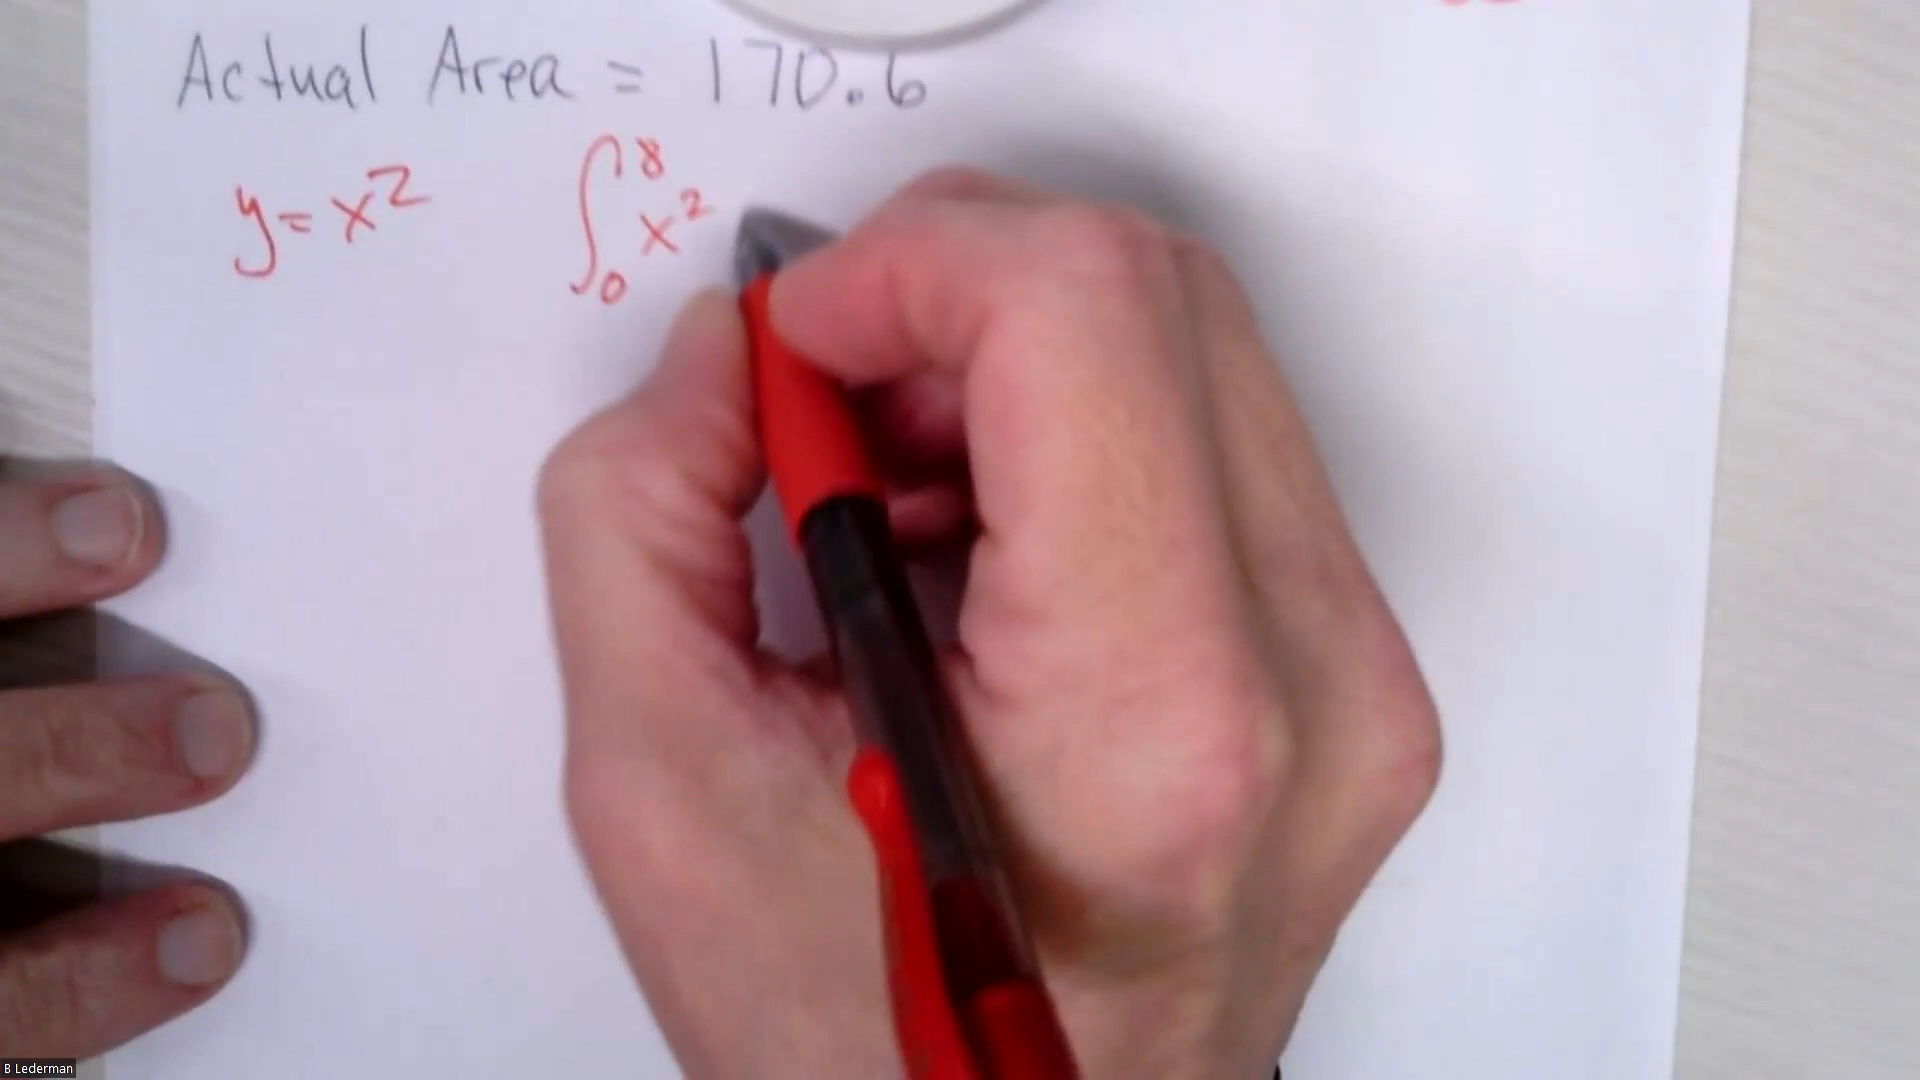 Actual Area = 170.6
y = x² ∫₀⁸ x²
B Lederman